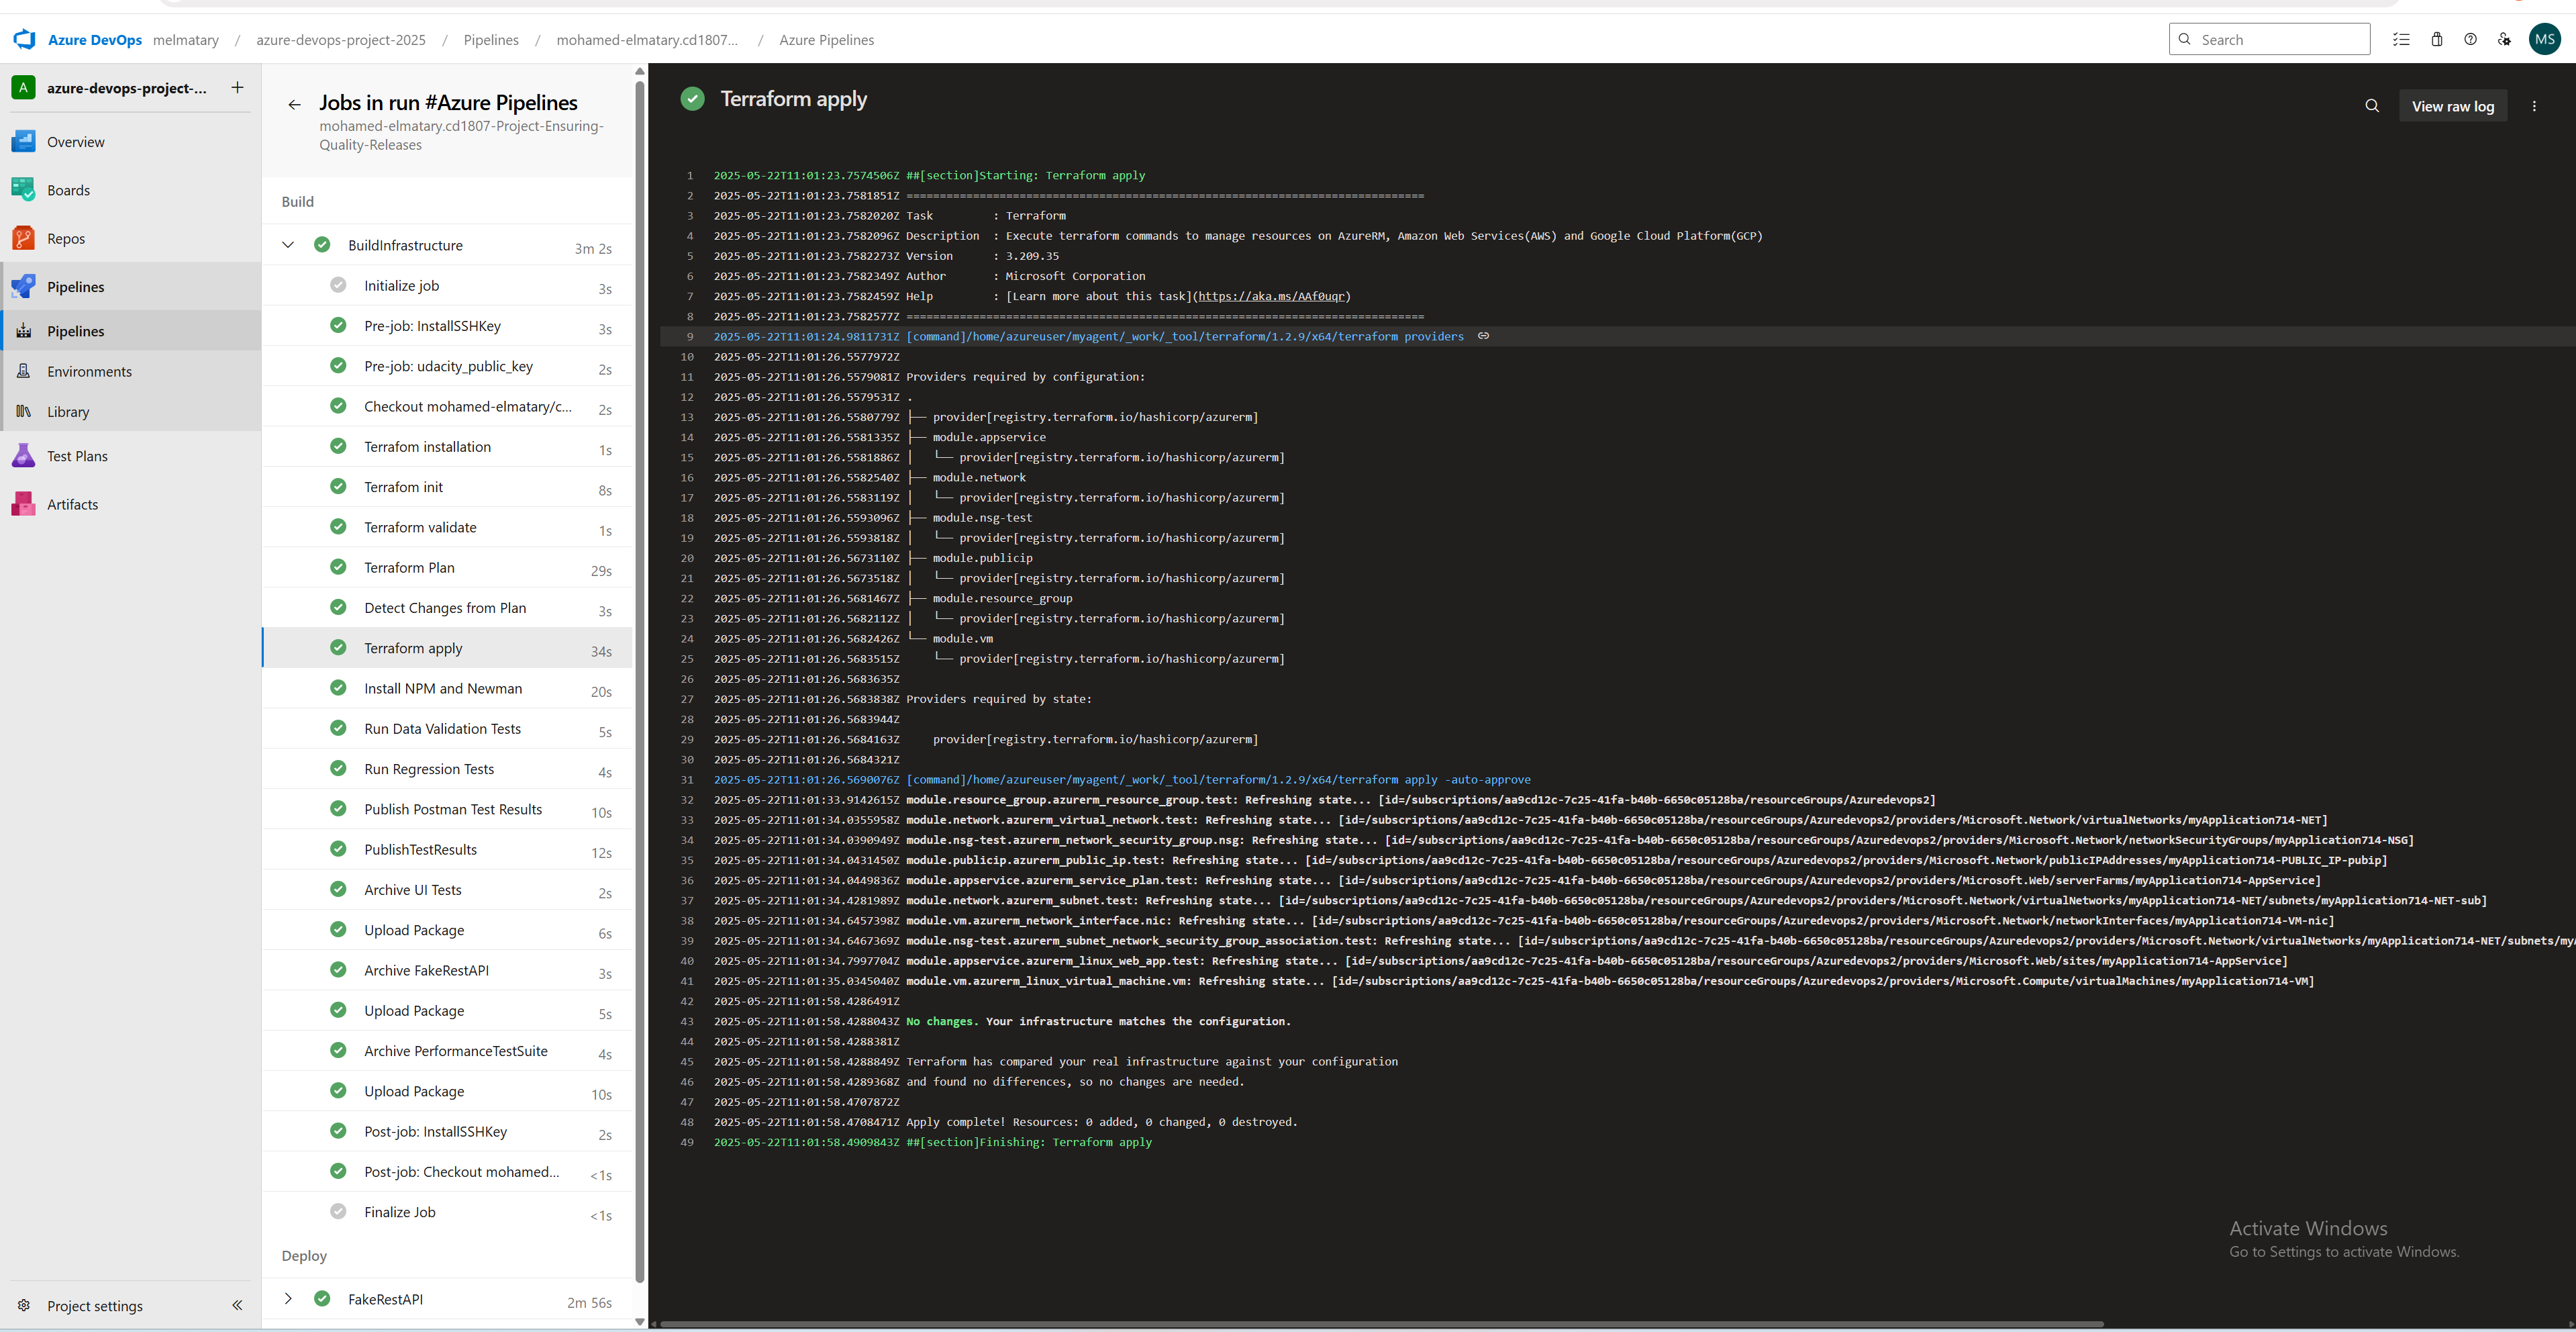 Azure DevOps melmatary / azure-devops-project-2025 / Pipelines / mohamed-elmatary.cd1807... / Azure Pipelines
Search
MS
A azure-devops-project-...
Overview
Boards
Repos
Pipelines
Pipelines
Environments
Library
Test Plans
Artifacts
Project settings
Jobs in run #Azure Pipelines
mohamed-elmatary.cd1807-Project-Ensuring-
Quality-Releases
Build
BuildInfrastructure 3m 2s
Initialize job 3s
Pre-job: InstallSSHKey 3s
Pre-job: udacity_public_key 2s
Checkout mohamed-elmatary/c... 2s
Terrafom installation 1s
Terrafom init 8s
Terraform validate 1s
Terraform Plan 29s
Detect Changes from Plan 3s
Terraform apply 34s
Install NPM and Newman 20s
Run Data Validation Tests 5s
Run Regression Tests 4s
Publish Postman Test Results 10s
PublishTestResults 12s
Archive UI Tests 2s
Upload Package 6s
Archive FakeRestAPI 3s
Upload Package 5s
Archive PerformanceTestSuite 4s
Upload Package 10s
Post-job: InstallSSHKey 2s
Post-job: Checkout mohamed... <1s
Finalize Job <1s
Deploy
FakeRestAPI 2m 56s
Terraform apply
View raw log
1 2025-05-22T11:01:23.7574506Z ##[section]Starting: Terraform apply
2 2025-05-22T11:01:23.7581851Z ==============================================================================
3 2025-05-22T11:01:23.7582020Z Task         : Terraform
4 2025-05-22T11:01:23.7582096Z Description  : Execute terraform commands to manage resources on AzureRM, Amazon Web Services(AWS) and Google Cloud Platform(GCP)
5 2025-05-22T11:01:23.7582273Z Version      : 3.209.35
6 2025-05-22T11:01:23.7582349Z Author       : Microsoft Corporation
7 2025-05-22T11:01:23.7582459Z Help         : [Learn more about this task](https://aka.ms/AAf0uqr)
8 2025-05-22T11:01:23.7582577Z ==============================================================================
9 2025-05-22T11:01:24.9811731Z [command]/home/azureuser/myagent/_work/_tool/terraform/1.2.9/x64/terraform providers
10 2025-05-22T11:01:26.5577972Z
11 2025-05-22T11:01:26.5579081Z Providers required by configuration:
12 2025-05-22T11:01:26.5579531Z .
13 2025-05-22T11:01:26.5580779Z ├── provider[registry.terraform.io/hashicorp/azurerm]
14 2025-05-22T11:01:26.5581335Z ├── module.appservice
15 2025-05-22T11:01:26.5581886Z │   └── provider[registry.terraform.io/hashicorp/azurerm]
16 2025-05-22T11:01:26.5582540Z ├── module.network
17 2025-05-22T11:01:26.5583119Z │   └── provider[registry.terraform.io/hashicorp/azurerm]
18 2025-05-22T11:01:26.5593096Z ├── module.nsg-test
19 2025-05-22T11:01:26.5593818Z │   └── provider[registry.terraform.io/hashicorp/azurerm]
20 2025-05-22T11:01:26.5673110Z ├── module.publicip
21 2025-05-22T11:01:26.5673518Z │   └── provider[registry.terraform.io/hashicorp/azurerm]
22 2025-05-22T11:01:26.5681467Z ├── module.resource_group
23 2025-05-22T11:01:26.5682112Z │   └── provider[registry.terraform.io/hashicorp/azurerm]
24 2025-05-22T11:01:26.5682426Z └── module.vm
25 2025-05-22T11:01:26.5683515Z     └── provider[registry.terraform.io/hashicorp/azurerm]
26 2025-05-22T11:01:26.5683635Z
27 2025-05-22T11:01:26.5683838Z Providers required by state:
28 2025-05-22T11:01:26.5683944Z
29 2025-05-22T11:01:26.5684163Z     provider[registry.terraform.io/hashicorp/azurerm]
30 2025-05-22T11:01:26.5684321Z
31 2025-05-22T11:01:26.5690076Z [command]/home/azureuser/myagent/_work/_tool/terraform/1.2.9/x64/terraform apply -auto-approve
32 2025-05-22T11:01:33.9142615Z module.resource_group.azurerm_resource_group.test: Refreshing state... [id=/subscriptions/aa9cd12c-7c25-41fa-b40b-6650c05128ba/resourceGroups/Azuredevops2]
33 2025-05-22T11:01:34.0355958Z module.network.azurerm_virtual_network.test: Refreshing state... [id=/subscriptions/aa9cd12c-7c25-41fa-b40b-6650c05128ba/resourceGroups/Azuredevops2/providers/Microsoft.Network/virtualNetworks/myApplication714-NET]
34 2025-05-22T11:01:34.0390949Z module.nsg-test.azurerm_network_security_group.nsg: Refreshing state... [id=/subscriptions/aa9cd12c-7c25-41fa-b40b-6650c05128ba/resourceGroups/Azuredevops2/providers/Microsoft.Network/networkSecurityGroups/myApplication714-NSG]
35 2025-05-22T11:01:34.0431450Z module.publicip.azurerm_public_ip.test: Refreshing state... [id=/subscriptions/aa9cd12c-7c25-41fa-b40b-6650c05128ba/resourceGroups/Azuredevops2/providers/Microsoft.Network/publicIPAddresses/myApplication714-PUBLIC_IP-pubip]
36 2025-05-22T11:01:34.0449836Z module.appservice.azurerm_service_plan.test: Refreshing state... [id=/subscriptions/aa9cd12c-7c25-41fa-b40b-6650c05128ba/resourceGroups/Azuredevops2/providers/Microsoft.Web/serverFarms/myApplication714-AppService]
37 2025-05-22T11:01:34.4281989Z module.network.azurerm_subnet.test: Refreshing state... [id=/subscriptions/aa9cd12c-7c25-41fa-b40b-6650c05128ba/resourceGroups/Azuredevops2/providers/Microsoft.Network/virtualNetworks/myApplication714-NET/subnets/myApplication714-NET-sub]
38 2025-05-22T11:01:34.6457398Z module.vm.azurerm_network_interface.nic: Refreshing state... [id=/subscriptions/aa9cd12c-7c25-41fa-b40b-6650c05128ba/resourceGroups/Azuredevops2/providers/Microsoft.Network/networkInterfaces/myApplication714-VM-nic]
39 2025-05-22T11:01:34.6467369Z module.nsg-test.azurerm_subnet_network_security_group_association.test: Refreshing state... [id=/subscriptions/aa9cd12c-7c25-41fa-b40b-6650c05128ba/resourceGroups/Azuredevops2/providers/Microsoft.Network/virtualNetworks/myApplication714-NET/subnets/my
40 2025-05-22T11:01:34.7997704Z module.appservice.azurerm_linux_web_app.test: Refreshing state... [id=/subscriptions/aa9cd12c-7c25-41fa-b40b-6650c05128ba/resourceGroups/Azuredevops2/providers/Microsoft.Web/sites/myApplication714-AppService]
41 2025-05-22T11:01:35.0345040Z module.vm.azurerm_linux_virtual_machine.vm: Refreshing state... [id=/subscriptions/aa9cd12c-7c25-41fa-b40b-6650c05128ba/resourceGroups/Azuredevops2/providers/Microsoft.Compute/virtualMachines/myApplication714-VM]
42 2025-05-22T11:01:58.4286491Z
43 2025-05-22T11:01:58.4288043Z No changes. Your infrastructure matches the configuration.
44 2025-05-22T11:01:58.4288381Z
45 2025-05-22T11:01:58.4288849Z Terraform has compared your real infrastructure against your configuration
46 2025-05-22T11:01:58.4289368Z and found no differences, so no changes are needed.
47 2025-05-22T11:01:58.4707872Z
48 2025-05-22T11:01:58.4708471Z Apply complete! Resources: 0 added, 0 changed, 0 destroyed.
49 2025-05-22T11:01:58.4909843Z ##[section]Finishing: Terraform apply
Activate Windows
Go to Settings to activate Windows.